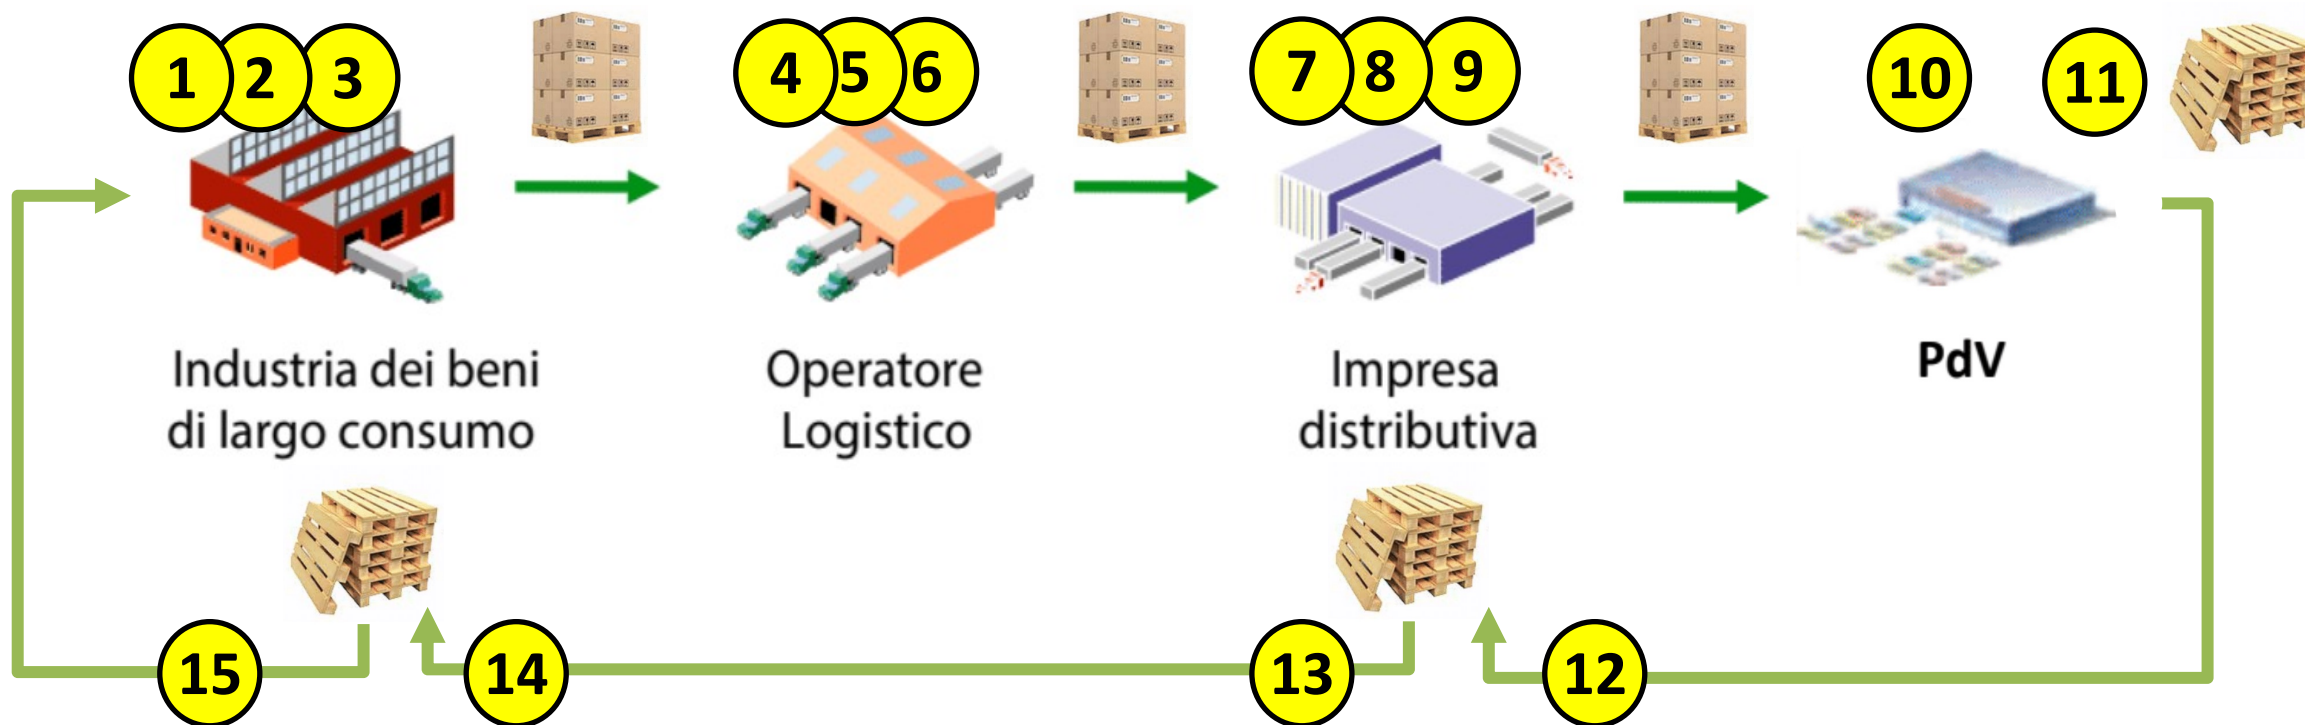 1 2 3 4 5 6 7 8 9 10 11
Industria dei beni
di largo consumo
Operatore
Logistico
Impresa
distributiva
PdV
15 14 13 12